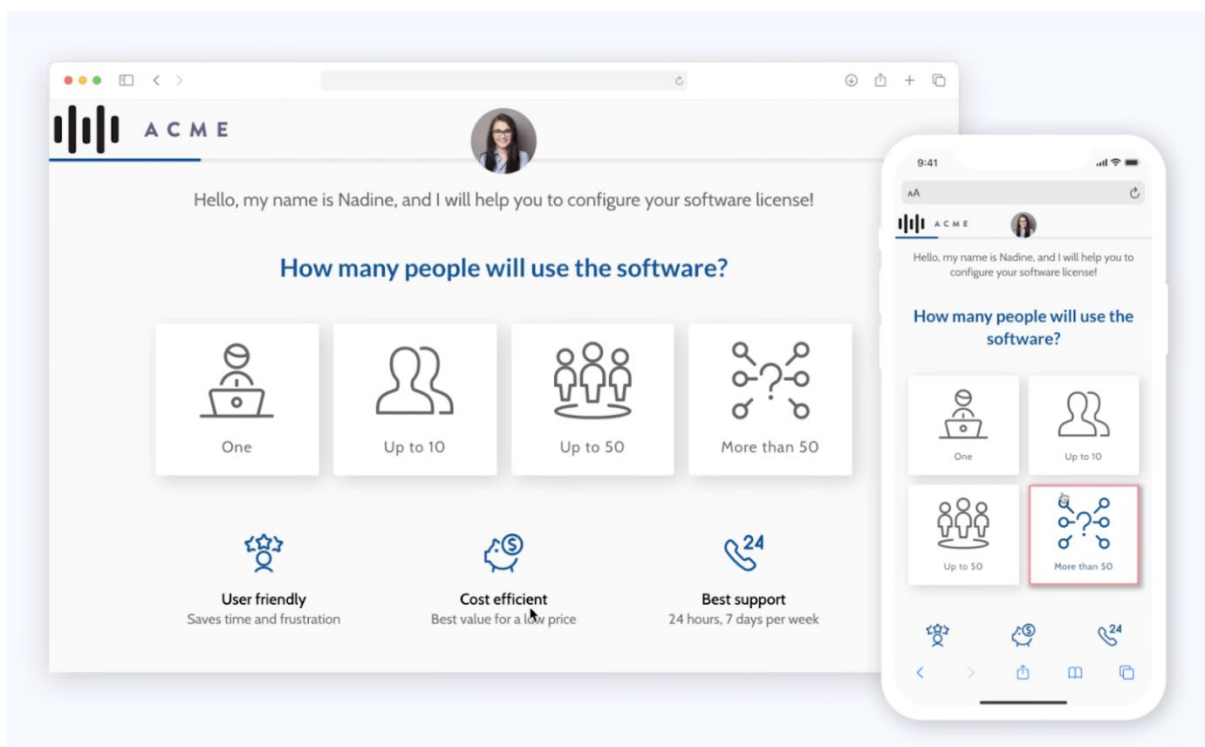 ACME
Hello, my name is Nadine, and I will help you to configure your software license!
How many people will use the software?
One
Up to 10
Up to 50
More than 50
24
User friendly
Saves time and frustration
Cost efficient
Best value for a low price
Best support
24 hours, 7 days per week
9:41
AA
ACME
Hello, my name is Nadine, and I will help you to
configure your software license!
How many people will use the
software?
One
Up to 10
Up to 50
More than 50
24